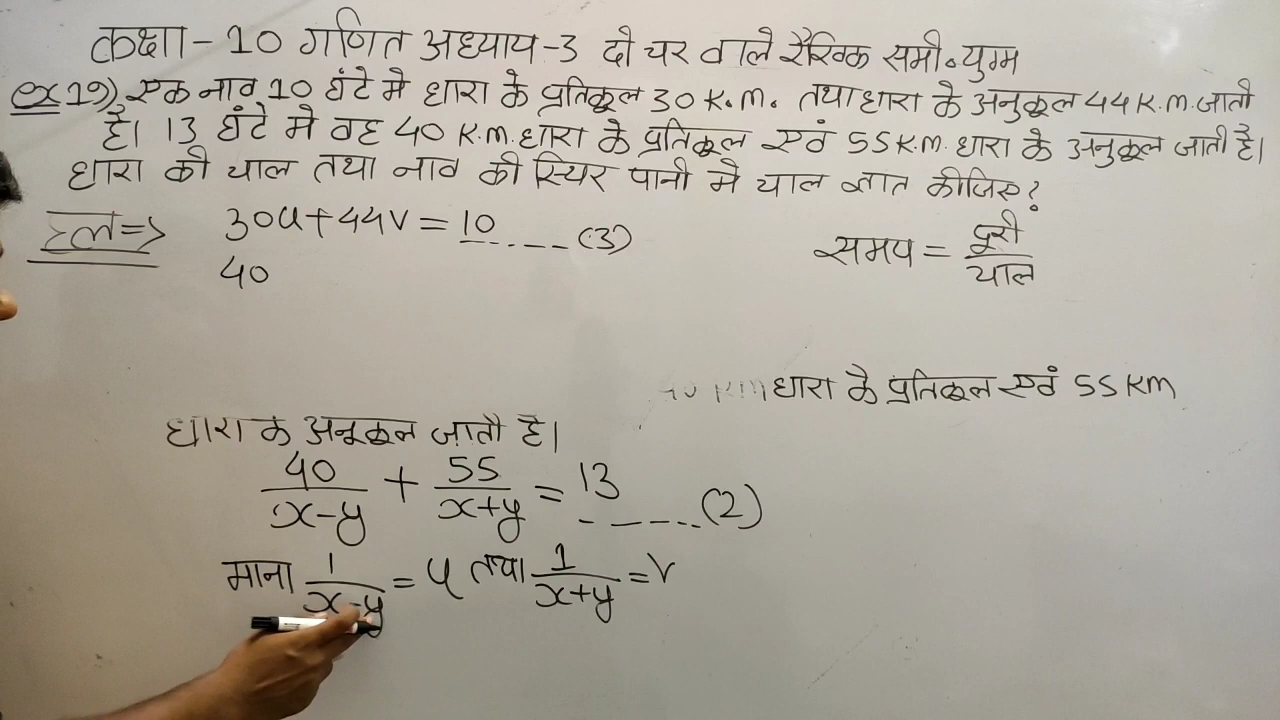 कक्षा-10 गणित अध्याय-3 दो चर वाले रैखिक समी० युग्म
ex 19) एक नाव 10 घंटे मे धारा के प्रतिकूल 30 K.m. तथा धारा के अनुकूल 44 K.m. जाती
है। 13 घंटे मे वह 40 K.m. धारा के प्रतिकूल एवं 55 K.m. धारा के अनुकूल जाती है।
धारा की चाल तथा नाव की स्थिर पानी मे चाल ज्ञात कीजिए?
हल=> 30u+44v=10 -----(3) समय = दूरी/चाल
40
धारा के प्रतिकूल एवं 55 Km
धारा के अनूकूल जाती है।
40/x-y + 55/x+y = 13 -----(2)
माना 1/x-y = u तथा 1/x+y = v